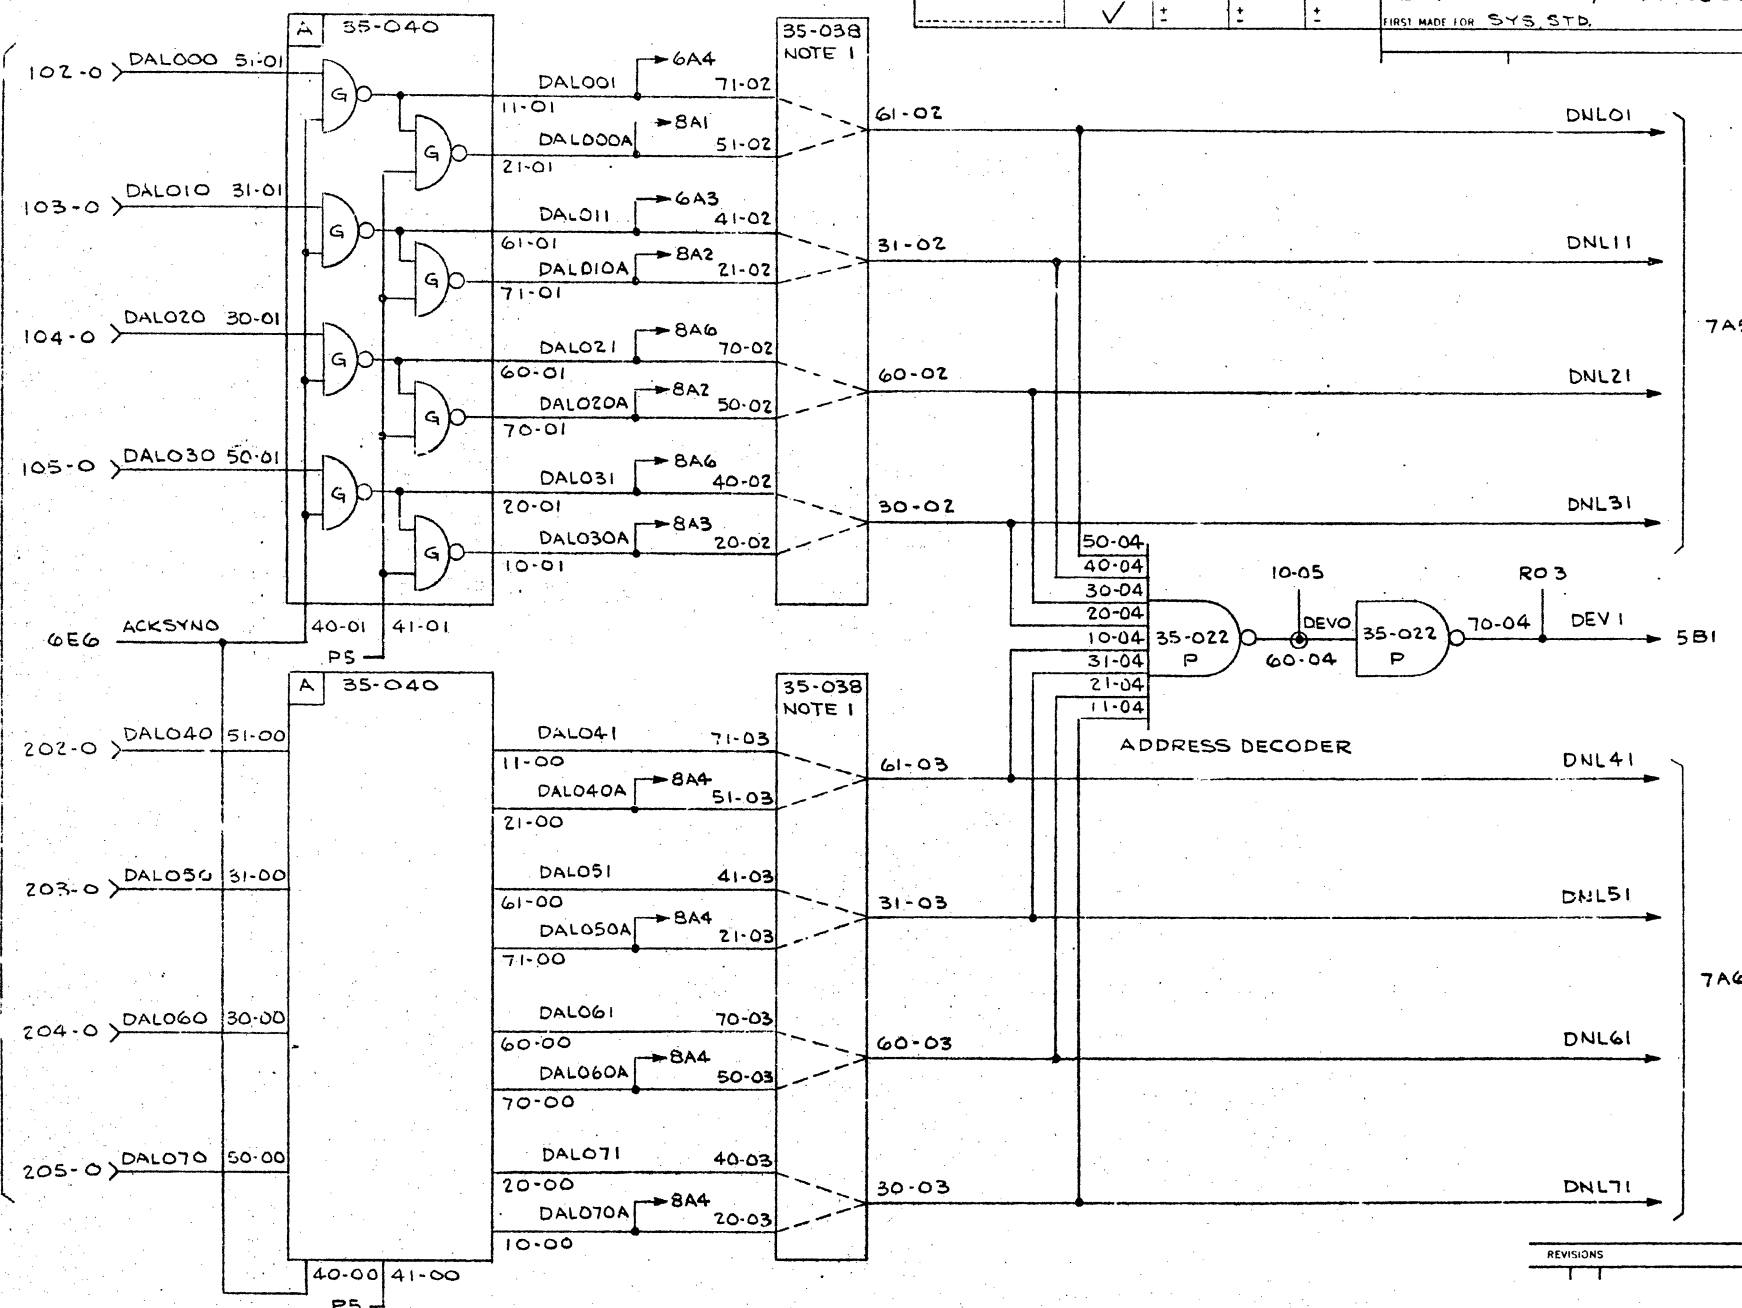 FIRST MADE FOR SYS. STD.
A 35-040
35-038
NOTE 1
102-0 DAL000 51-01
G
G
11-01 DAL001 6A4 71-02
21-01 DAL000A 8A1 51-02
61-02 DNL01
103-0 DAL010 31-01
G
G
61-01 DAL011 6A3 41-02
71-01 DAL010A 8A2 21-02
31-02 DNL11
104-0 DAL020 30-01
G
G
60-01 DAL021 8A6 70-02
70-01 DAL020A 8A2 50-02
60-02 DNL21
105-0 DAL030 50-01
G
G
20-01 DAL031 8A6 40-02
10-01 DAL030A 8A3 20-02
30-02 DNL31
6E6 ACKSYN0
40-01 41-01
P5
50-04
40-04
30-04
20-04
10-04
31-04
21-04
11-04
35-022
P
10-05
DEV0
60-04
35-022
P
70-04
R03
DEV1
5B1
ADDRESS DECODER
A 35-040
35-038
NOTE 1
202-0 DAL040 51-00
11-00 DAL041 71-03
21-00 DAL040A 8A4 51-03
61-03 DNL41
203-0 DAL050 31-00
61-00 DAL051 41-03
71-00 DAL050A 8A4 21-03
31-03 DNL51
204-0 DAL060 30-00
60-00 DAL061 70-03
70-00 DAL060A 8A4 50-03
60-03 DNL61
7A6
205-0 DAL070 50-00
20-00 DAL071 40-03
10-00 DAL070A 8A4 20-03
30-03 DNL71
40-00 41-00
P5
REVISIONS